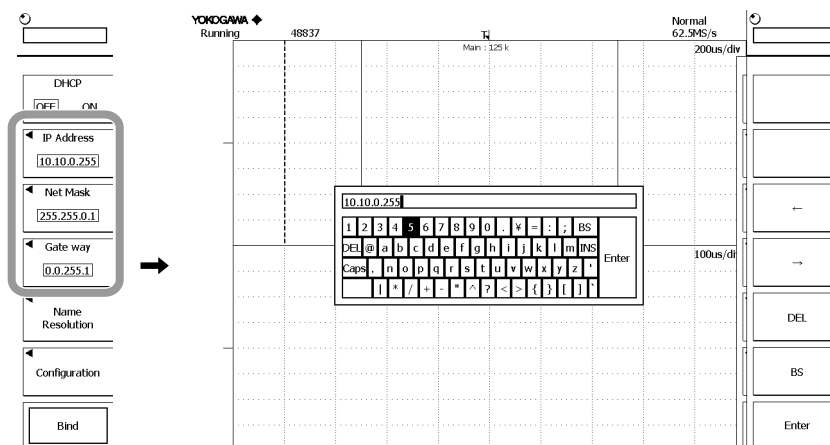 DHCP
OFF ON
IP Address
10.10.0.255
Net Mask
255.255.0.1
Gate way
0.0.255.1
Name
Resolution
Configuration
Bind
YOKOGAWA
Running 48837
Normal
62.5MS/s
Main : 125 k
200us/div
10.10.0.255
1 2 3 4 5 6 7 8 9 0 . ¥ = : ; BS
DEL @ a b c d e f g h i j k l m INS
Caps , n o p q r s t u v w x y z '
| * / + - " ^ ? < > { } [ ] `
Enter
100us/di
←
→
DEL
BS
Enter